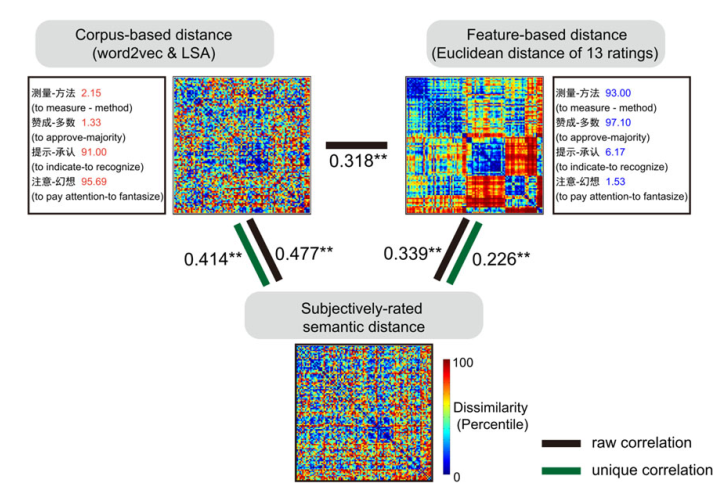 Corpus-based distance
(word2vec & LSA)
Feature-based distance
(Euclidean distance of 13 ratings)
测量-方法 2.15
(to measure - method)
赞成-多数 1.33
(to approve-majority)
提示-承认 91.00
(to indicate-to recognize)
注意-幻想 95.69
(to pay attention-to fantasize)
0.318**
测量-方法 93.00
(to measure - method)
赞成-多数 97.10
(to approve-majority)
提示-承认 6.17
(to indicate-to recognize)
注意-幻想 1.53
(to pay attention-to fantasize)
0.414**
0.477**
0.339**
0.226**
Subjectively-rated
semantic distance
100
Dissimilarity
(Percentile)
0
raw correlation
unique correlation